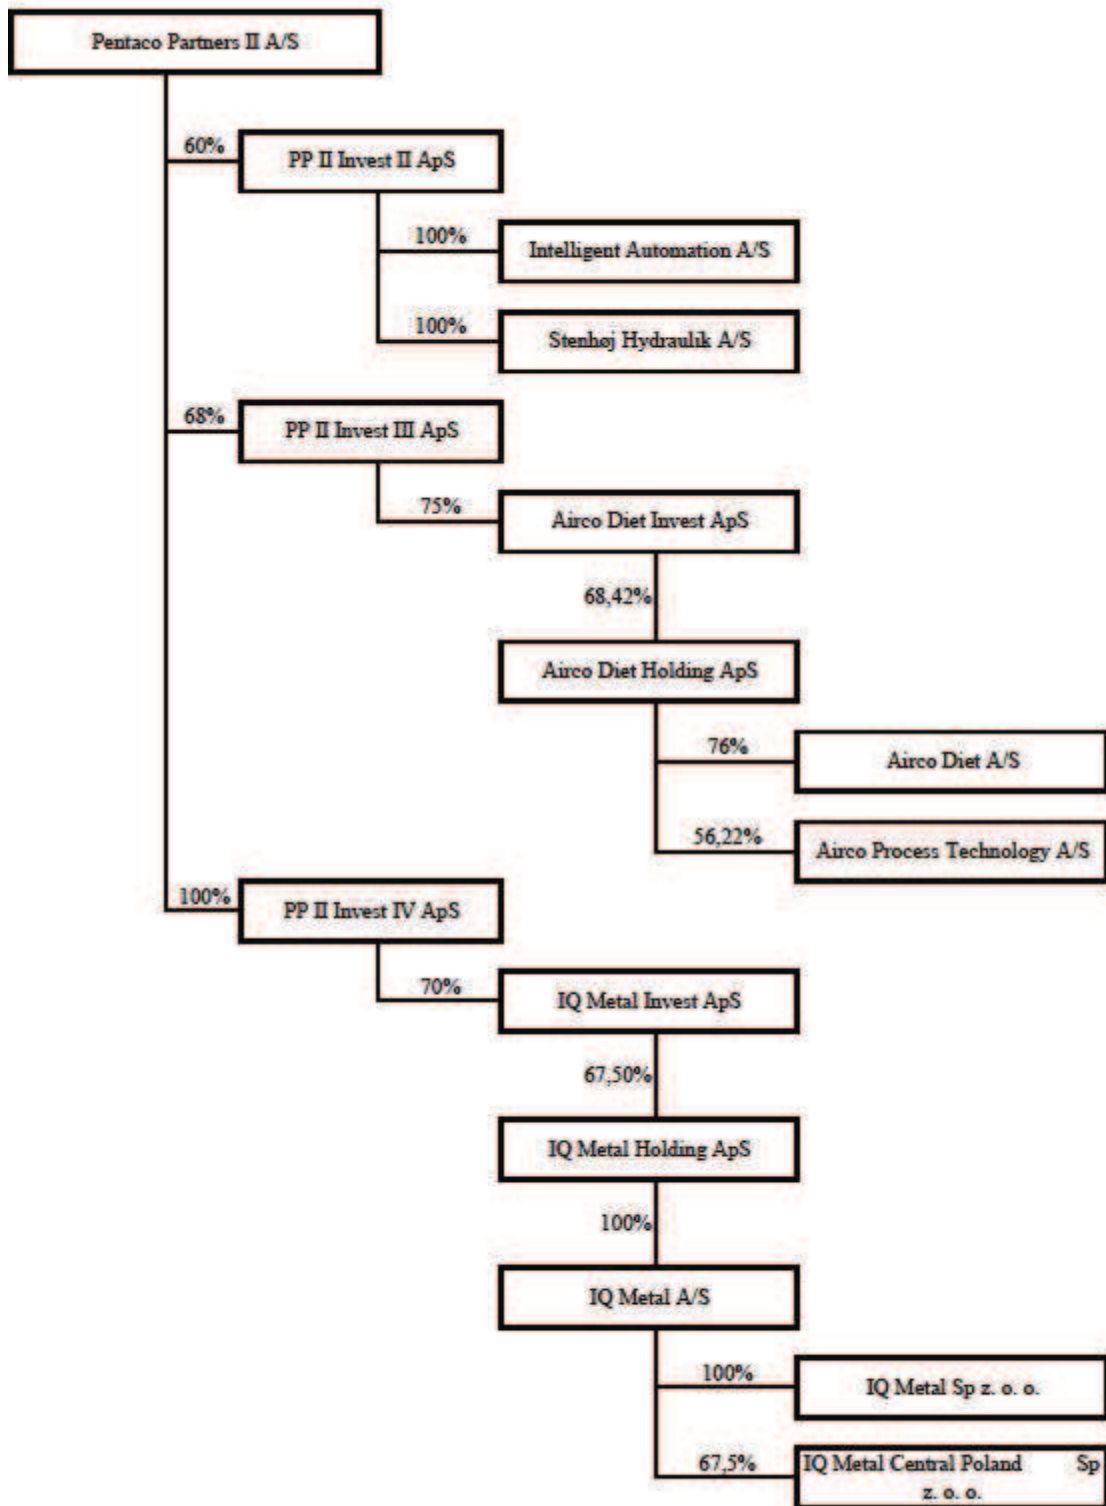 Pentaco Partners II A/S
60%
PP II Invest II ApS
100%
Intelligent Automation A/S
100%
Stenhøj Hydraulik A/S
68%
PP II Invest III ApS
75%
Airco Diet Invest ApS
68,42%
Airco Diet Holding ApS
76%
Airco Diet A/S
56,22%
Airco Process Technology A/S
100%
PP II Invest IV ApS
70%
IQ Metal Invest ApS
67,50%
IQ Metal Holding ApS
100%
IQ Metal A/S
100%
IQ Metal Sp z. o. o.
67,5%
IQ Metal Central Poland Sp
z. o. o.